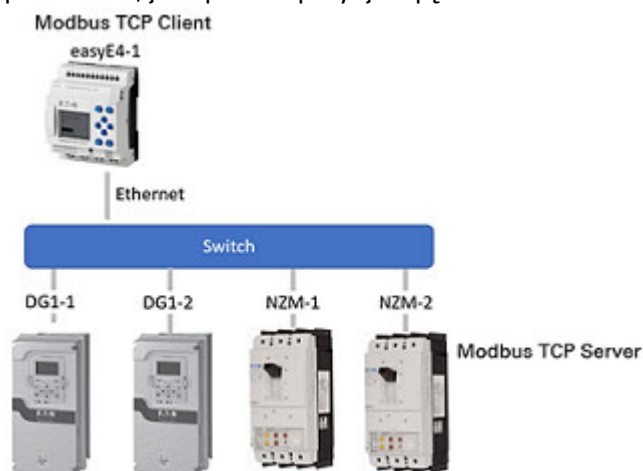 Modbus TCP Client
easyE4-1
Ethernet
Switch
DG1-1 DG1-2 NZM-1 NZM-2
Modbus TCP Server